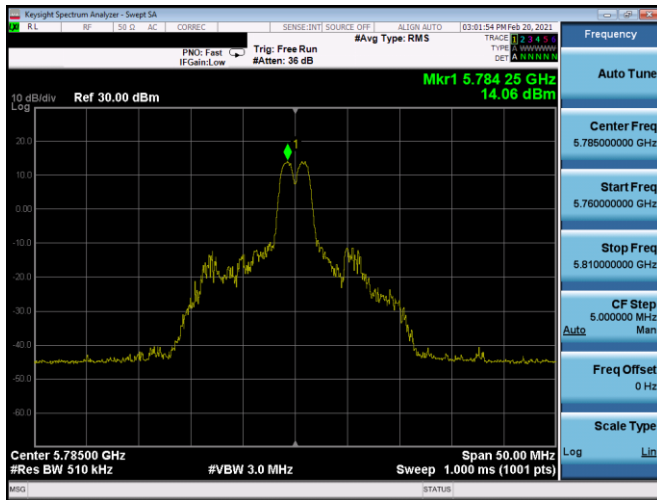 Keysight Spectrum Analyzer - Swept SA
RL RF 50 Ω AC CORREC SENSE:INT SOURCE OFF ALIGN AUTO 03:01:54 PM Feb 20, 2021
#Avg Type: RMS
TRACE 1 2 3 4 5 6
TYPE A WWWWW
DET A N N N N N
PNO: Fast
IFGain:Low
Trig: Free Run
#Atten: 36 dB
Mkr1 5.784 25 GHz
14.06 dBm
10 dB/div Ref 30.00 dBm
Log
1
20.0
10.0
0.00
-10.0
-20.0
-30.0
-40.0
-50.0
-60.0
Center 5.78500 GHz
Span 50.00 MHz
#Res BW 510 kHz
#VBW 3.0 MHz
Sweep 1.000 ms (1001 pts)
MSG
STATUS
Frequency
Auto Tune
Center Freq
5.785000000 GHz
Start Freq
5.760000000 GHz
Stop Freq
5.810000000 GHz
CF Step
5.000000 MHz
Auto Man
Freq Offset
0 Hz
Scale Type
Log Lin